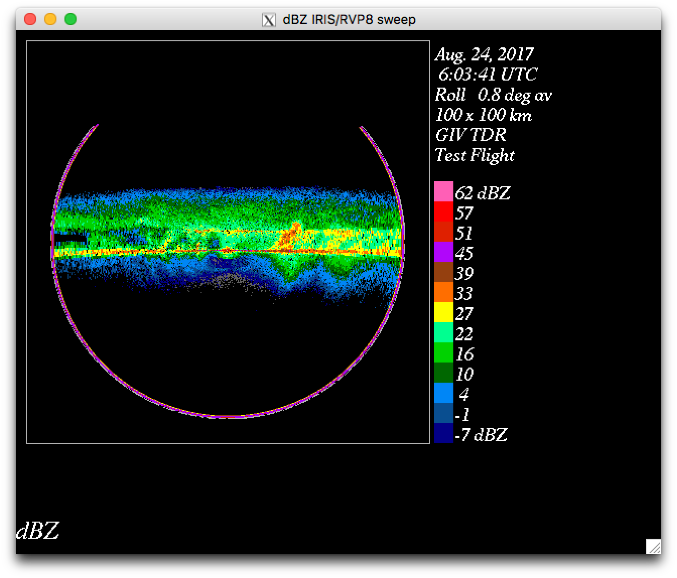 dBZ IRIS/RVP8 sweep
Aug. 24, 2017
6:03:41 UTC
Roll 0.8 deg av
100 x 100 km
GIV TDR
Test Flight
62 dBZ
57
51
45
39
33
27
22
16
10
4
-1
-7 dBZ
dBZ